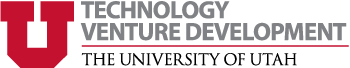 U
TECHNOLOGY
VENTURE DEVELOPMENT
THE UNIVERSITY OF UTAH